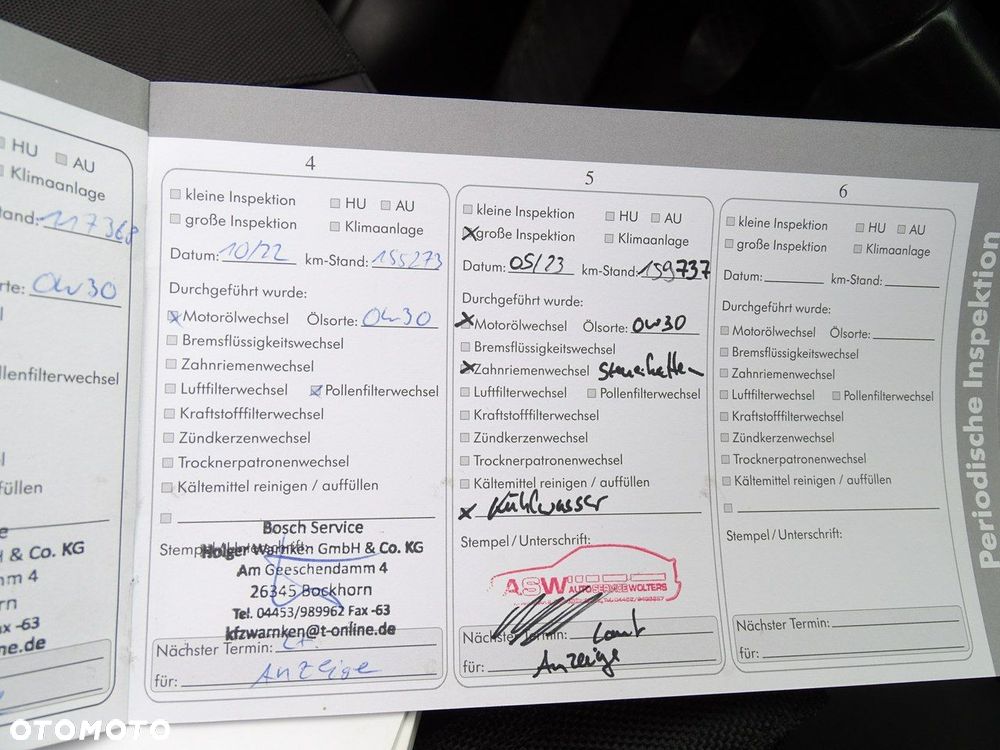 HU AU
Klimaanlage
tand: 117368
rte: 0W30
llenfilterwechsel
üllen
& Co. KG
mm 4
rn
ax -63
ne.de
4
kleine Inspektion HU AU
große Inspektion Klimaanlage
Datum: 10/22 km-Stand: 155273
Durchgeführt wurde:
Motorölwechsel Ölsorte: 0W30
Bremsflüssigkeitswechsel
Zahnriemenwechsel
Luftfilterwechsel Pollenfilterwechsel
Kraftstofffilterwechsel
Zündkerzenwechsel
Trocknerpatronenwechsel
Kältemittel reinigen / auffüllen
Bosch Service
Stempel
Holger Warnken GmbH & Co. KG
Am Geeschendamm 4
26345 Bockhorn
Tel. 04453/989962 Fax -63
kfzwarnken@t-online.de
Nächster Termin:
für: Anzeige
5
kleine Inspektion HU AU
große Inspektion Klimaanlage
Datum: 05/23 km-Stand: 159737
Durchgeführt wurde:
Motorölwechsel Ölsorte: 0W30
Bremsflüssigkeitswechsel
Zahnriemenwechsel
Luftfilterwechsel Pollenfilterwechsel
Kraftstofffilterwechsel
Zündkerzenwechsel
Trocknerpatronenwechsel
Kältemittel reinigen / auffüllen
Kühlwasser
Stempel / Unterschrift:
ASW AUTOSERVICE WOLTERS
Nächster Termin: Laut
für: Anzeige
6
kleine Inspektion HU AU
große Inspektion Klimaanlage
Datum: km-Stand:
Durchgeführt wurde:
Motorölwechsel Ölsorte:
Bremsflüssigkeitswechsel
Zahnriemenwechsel
Luftfilterwechsel Pollenfilterwechsel
Kraftstofffilterwechsel
Zündkerzenwechsel
Trocknerpatronenwechsel
Kältemittel reinigen / auffüllen
Stempel / Unterschrift:
Nächster Termin:
für:
Periodische Inspektion
OTOMOTO